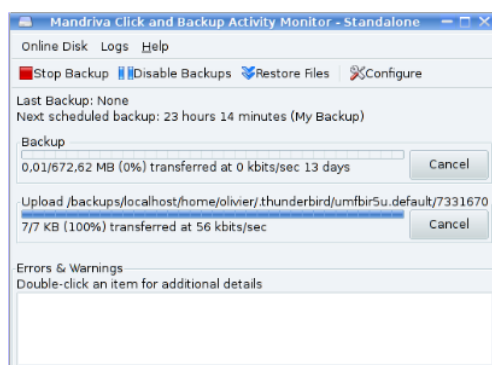 Mandriva Click and Backup Activity Monitor - Standalone
Online Disk Logs Help
Stop Backup Disable Backups Restore Files Configure
Last Backup: None
Next scheduled backup: 23 hours 14 minutes (My Backup)
Backup
0,01/672,62 MB (0%) transferred at 0 kbits/sec 13 days
Cancel
Upload /backups/localhost/home/olivier/.thunderbird/umfbir5u.default/7331670
7/7 KB (100%) transferred at 56 kbits/sec
Cancel
Errors & Warnings
Double-click an item for additional details